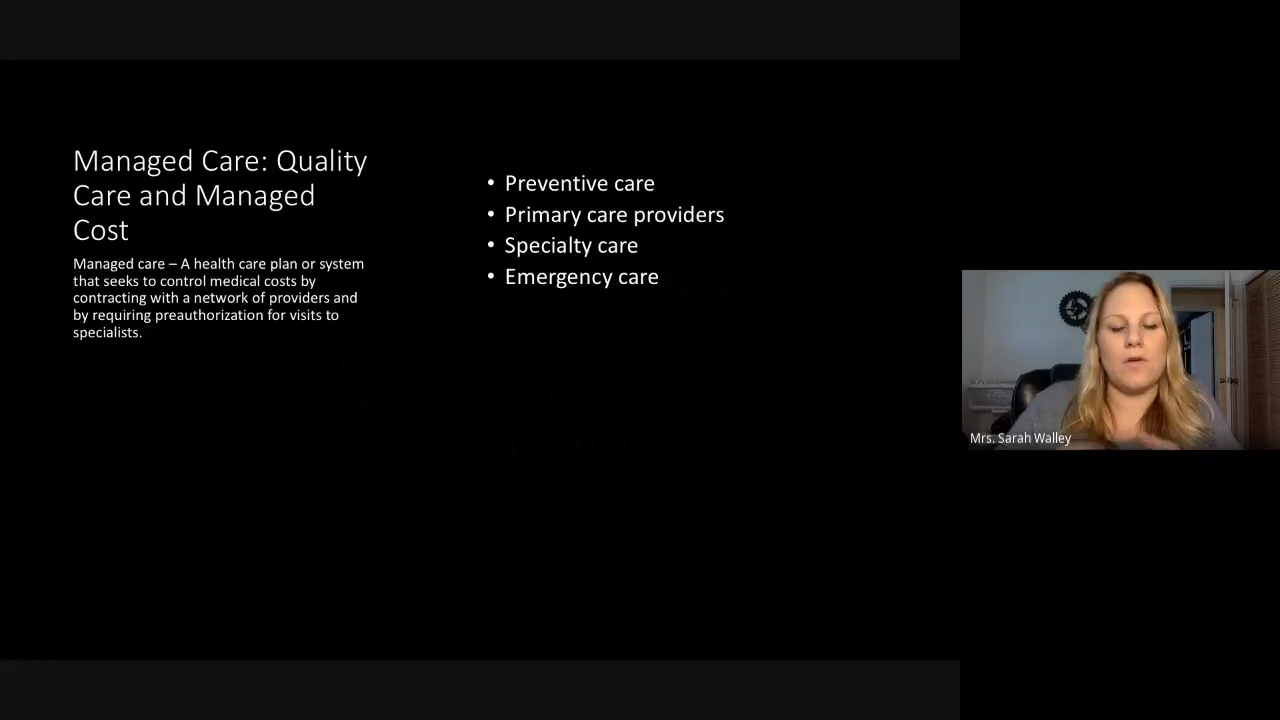 Managed Care: Quality
Care and Managed
Cost
Managed care – A health care plan or system
that seeks to control medical costs by
contracting with a network of providers and
by requiring preauthorization for visits to
specialists.
• Preventive care
• Primary care providers
• Specialty care
• Emergency care
Mrs. Sarah Walley